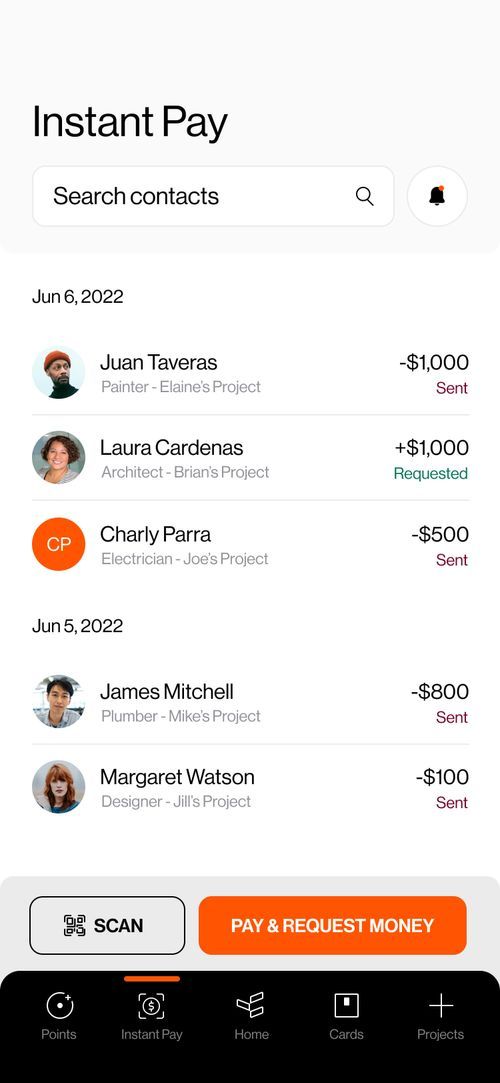 Instant Pay
Search contacts
Jun 6, 2022
Juan Taveras
-$1,000
Painter - Elaine's Project
Sent
Laura Cardenas
+$1,000
Architect - Brian's Project
Requested
CP
Charly Parra
-$500
Electrician - Joe's Project
Sent
Jun 5, 2022
James Mitchell
-$800
Plumber - Mike's Project
Sent
Margaret Watson
-$100
Designer - Jill's Project
Sent
SCAN
PAY & REQUEST MONEY
Points
Instant Pay
Home
Cards
Projects